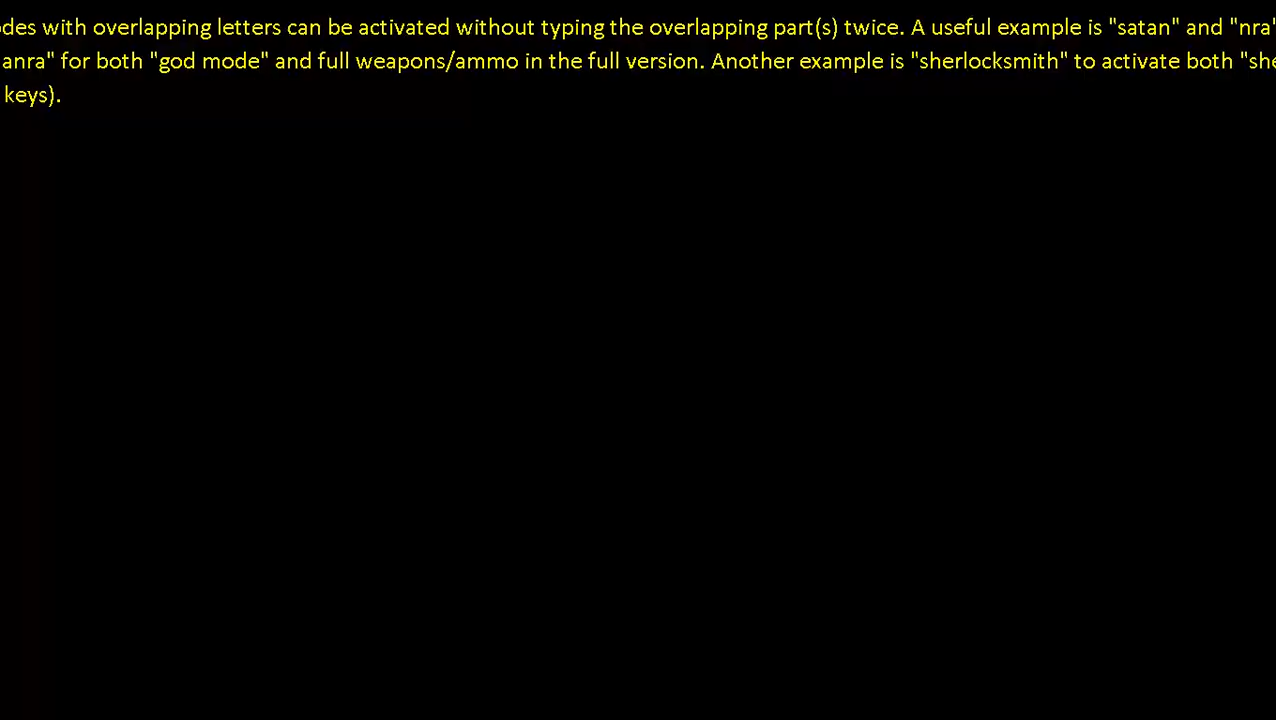 des with overlapping letters can be activated without typing the overlapping part(s) twice. A useful example is "satan" and "nra"
anra" for both "god mode" and full weapons/ammo in the full version. Another example is "sherlocksmith" to activate both "she
keys).